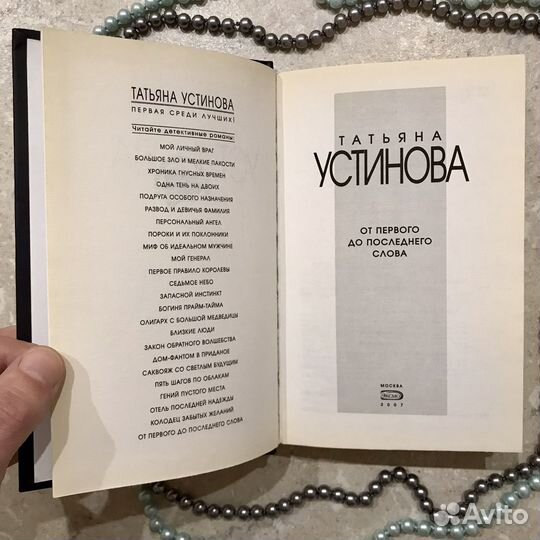 ТАТЬЯНА УСТИНОВА
ПЕРВАЯ СРЕДИ ЛУЧШИХ!
Читайте детективные романы:
МОЙ ЛИЧНЫЙ ВРАГ
БОЛЬШОЕ ЗЛО И МЕЛКИЕ ПАКОСТИ
ХРОНИКА ГНУСНЫХ ВРЕМЕН
ОДНА ТЕНЬ НА ДВОИХ
ПОДРУГА ОСОБОГО НАЗНАЧЕНИЯ
РАЗВОД И ДЕВИЧЬЯ ФАМИЛИЯ
ПЕРСОНАЛЬНЫЙ АНГЕЛ
ПОРОКИ И ИХ ПОКЛОННИКИ
МИФ ОБ ИДЕАЛЬНОМ МУЖЧИНЕ
МОЙ ГЕНЕРАЛ
ПЕРВОЕ ПРАВИЛО КОРОЛЕВЫ
СЕДЬМОЕ НЕБО
ЗАПАСНОЙ ИНСТИНКТ
БОГИНЯ ПРАЙМ-ТАЙМА
ОЛИГАРХ С БОЛЬШОЙ МЕДВЕДИЦЫ
БЛИЗКИЕ ЛЮДИ
ЗАКОН ОБРАТНОГО ВОЛШЕБСТВА
ДОМ-ФАНТОМ В ПРИДАНОЕ
САКВОЯЖ СО СВЕТЛЫМ БУДУЩИМ
ПЯТЬ ШАГОВ ПО ОБЛАКАМ
ГЕНИЙ ПУСТОГО МЕСТА
ОТЕЛЬ ПОСЛЕДНЕЙ НАДЕЖДЫ
КОЛОДЕЦ ЗАБЫТЫХ ЖЕЛАНИЙ
ОТ ПЕРВОГО ДО ПОСЛЕДНЕГО СЛОВА
ТАТЬЯНА
УСТИНОВА
ОТ ПЕРВОГО
ДО ПОСЛЕДНЕГО
СЛОВА
МОСКВА
ЭКСМО
2007
Avito